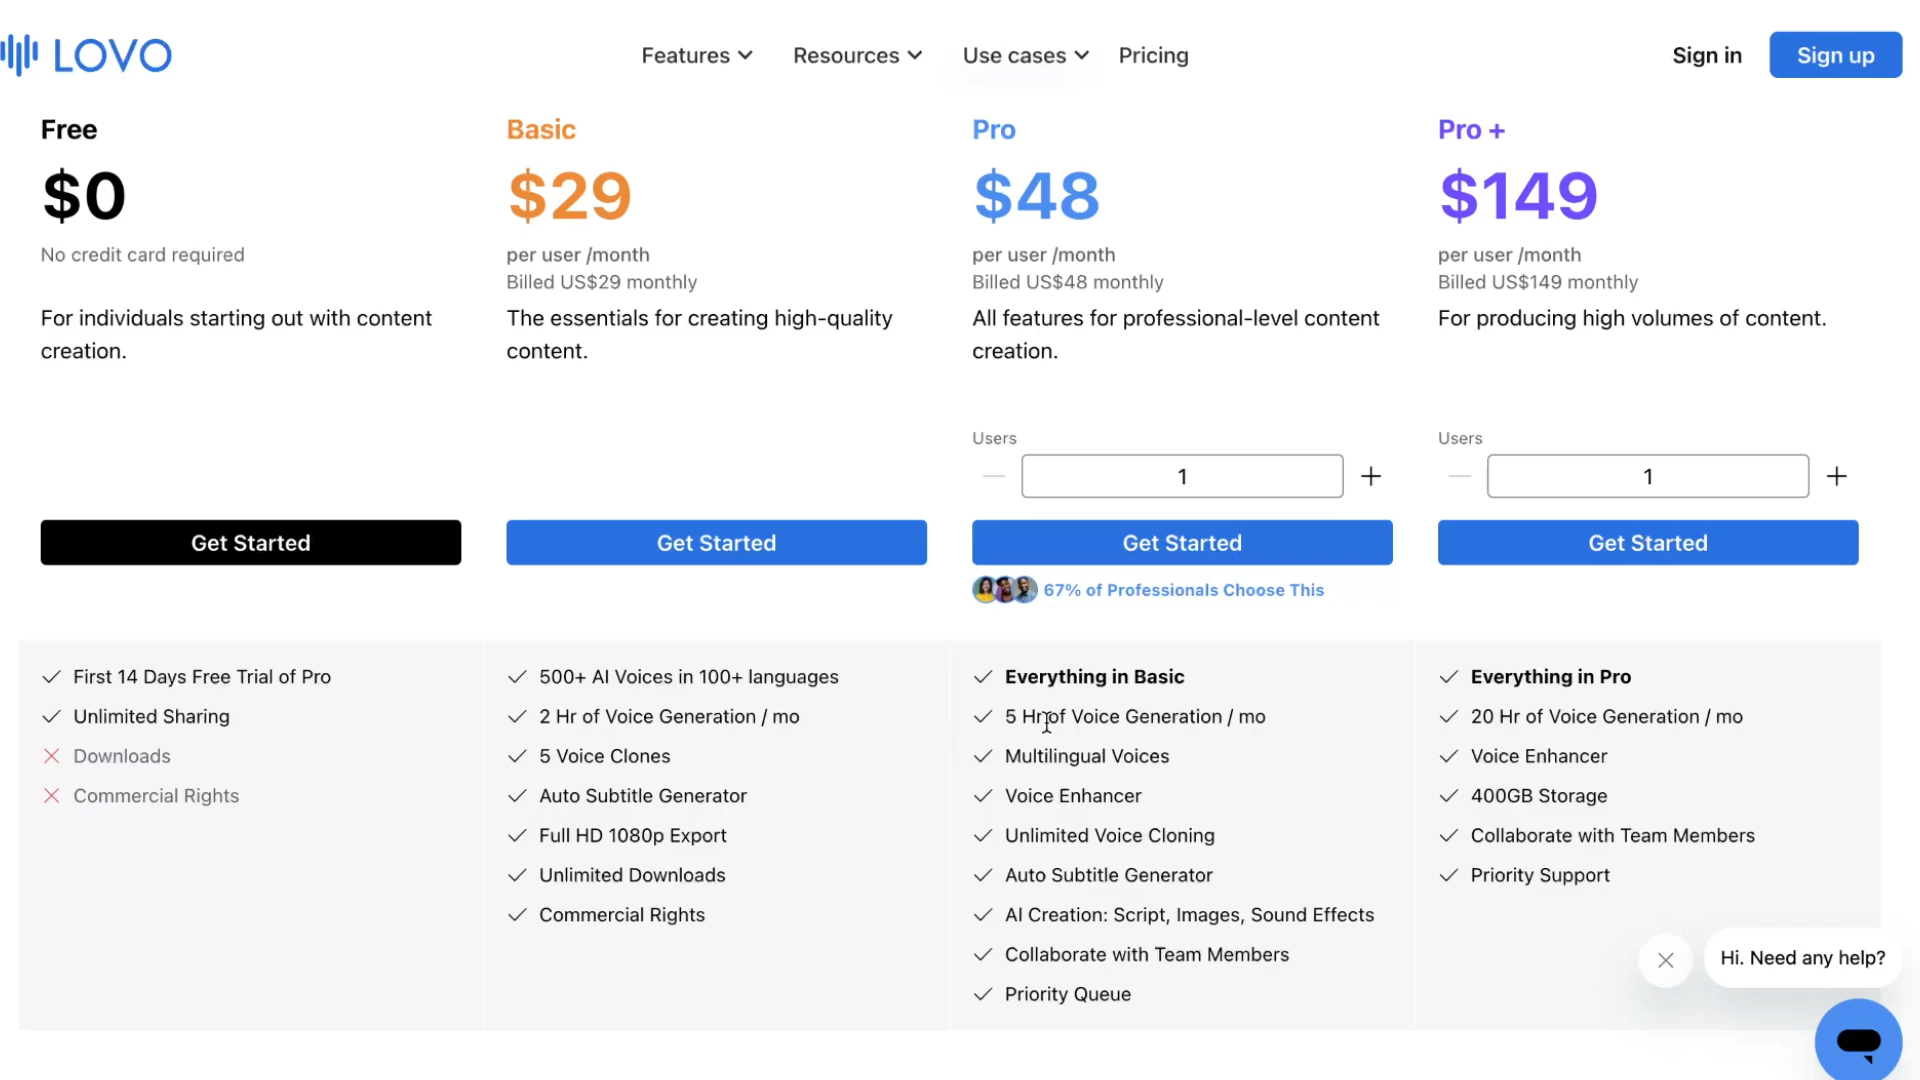 LOVO
Features
Resources
Use cases
Pricing
Sign in
Sign up
Free
$0
No credit card required
For individuals starting out with content
creation.
Get Started
First 14 Days Free Trial of Pro
Unlimited Sharing
Downloads
Commercial Rights
Basic
$29
per user /month
Billed US$29 monthly
The essentials for creating high-quality
content.
Get Started
500+ AI Voices in 100+ languages
2 Hr of Voice Generation / mo
5 Voice Clones
Auto Subtitle Generator
Full HD 1080p Export
Unlimited Downloads
Commercial Rights
Pro
$48
per user /month
Billed US$48 monthly
All features for professional-level content
creation.
Users
1
Get Started
67% of Professionals Choose This
Everything in Basic
5 Hr of Voice Generation / mo
Multilingual Voices
Voice Enhancer
Unlimited Voice Cloning
Auto Subtitle Generator
AI Creation: Script, Images, Sound Effects
Collaborate with Team Members
Priority Queue
Pro +
$149
per user /month
Billed US$149 monthly
For producing high volumes of content.
Users
1
Get Started
Everything in Pro
20 Hr of Voice Generation / mo
Voice Enhancer
400GB Storage
Collaborate with Team Members
Priority Support
Hi. Need any help?